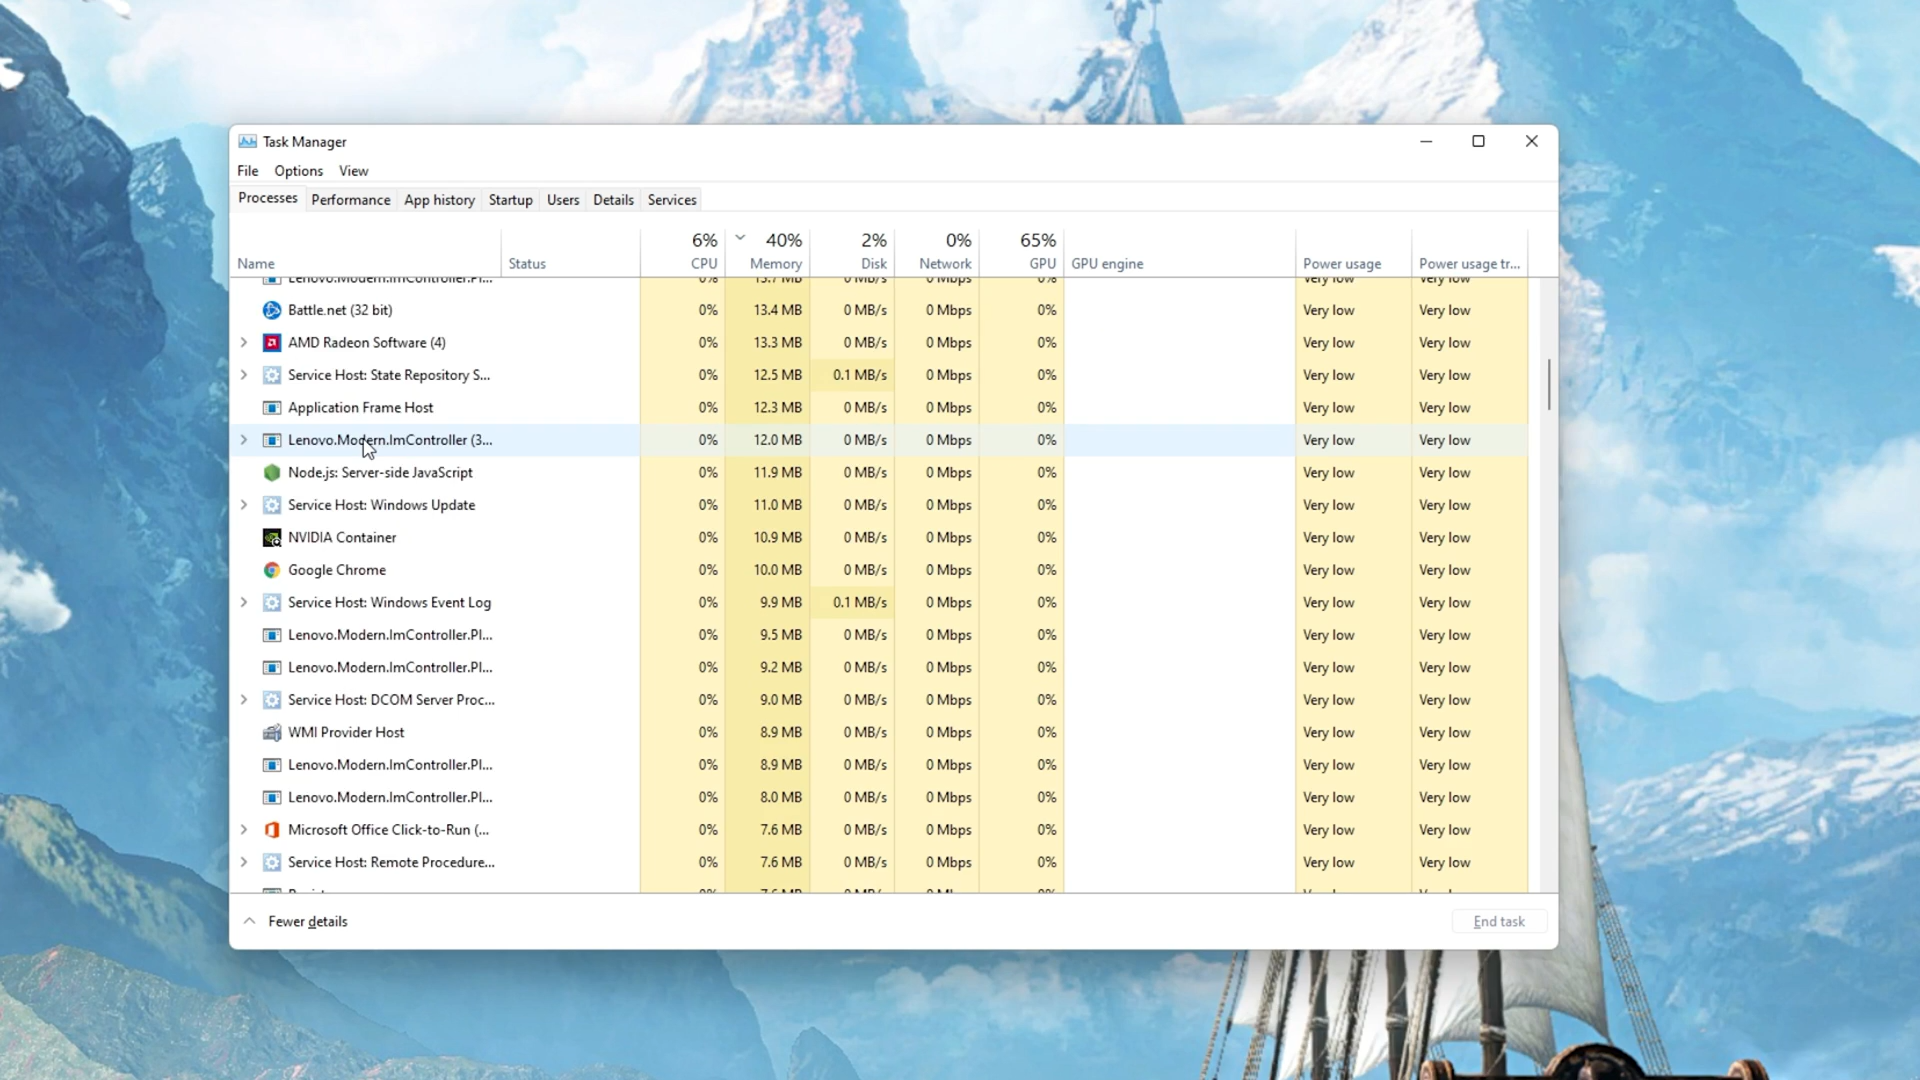 Task Manager
File Options View
Processes Performance App history Startup Users Details Services
6% 40% 2% 0% 65%
Name Status CPU Memory Disk Network GPU GPU engine Power usage Power usage tr...
Lenovo.Modern.ImController.Pl... 0% 13.7 MB 0 MB/s 0 Mbps 0% Very low Very low
Battle.net (32 bit) 0% 13.4 MB 0 MB/s 0 Mbps 0% Very low Very low
AMD Radeon Software (4) 0% 13.3 MB 0 MB/s 0 Mbps 0% Very low Very low
Service Host: State Repository S... 0% 12.5 MB 0.1 MB/s 0 Mbps 0% Very low Very low
Application Frame Host 0% 12.3 MB 0 MB/s 0 Mbps 0% Very low Very low
Lenovo.Modern.ImController (3... 0% 12.0 MB 0 MB/s 0 Mbps 0% Very low Very low
Node.js: Server-side JavaScript 0% 11.9 MB 0 MB/s 0 Mbps 0% Very low Very low
Service Host: Windows Update 0% 11.0 MB 0 MB/s 0 Mbps 0% Very low Very low
NVIDIA Container 0% 10.9 MB 0 MB/s 0 Mbps 0% Very low Very low
Google Chrome 0% 10.0 MB 0 MB/s 0 Mbps 0% Very low Very low
Service Host: Windows Event Log 0% 9.9 MB 0.1 MB/s 0 Mbps 0% Very low Very low
Lenovo.Modern.ImController.Pl... 0% 9.5 MB 0 MB/s 0 Mbps 0% Very low Very low
Lenovo.Modern.ImController.Pl... 0% 9.2 MB 0 MB/s 0 Mbps 0% Very low Very low
Service Host: DCOM Server Proc... 0% 9.0 MB 0 MB/s 0 Mbps 0% Very low Very low
WMI Provider Host 0% 8.9 MB 0 MB/s 0 Mbps 0% Very low Very low
Lenovo.Modern.ImController.Pl... 0% 8.9 MB 0 MB/s 0 Mbps 0% Very low Very low
Lenovo.Modern.ImController.Pl... 0% 8.0 MB 0 MB/s 0 Mbps 0% Very low Very low
Microsoft Office Click-to-Run (... 0% 7.6 MB 0 MB/s 0 Mbps 0% Very low Very low
Service Host: Remote Procedure... 0% 7.6 MB 0 MB/s 0 Mbps 0% Very low Very low
Fewer details End task